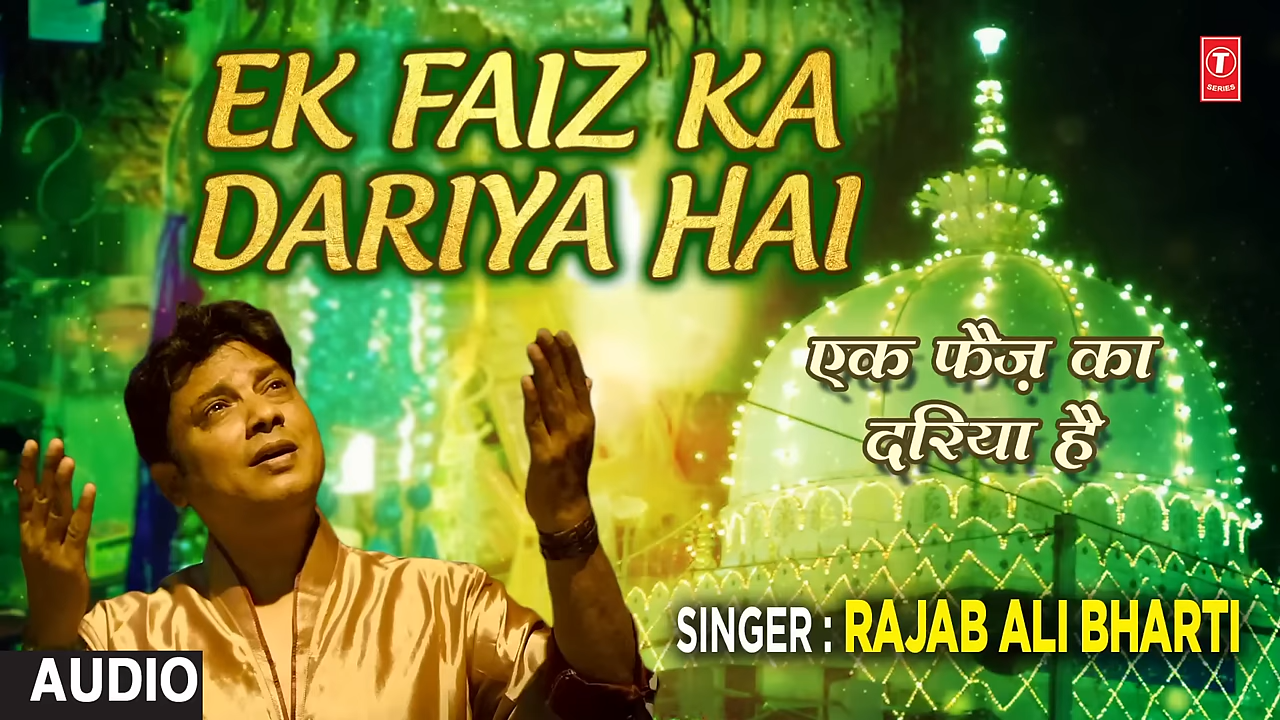 EK FAIZ KA
DARIYA HAI
T
SERIES
एक फैज़ का
दरिया है
SINGER : RAJAB ALI BHARTI
AUDIO